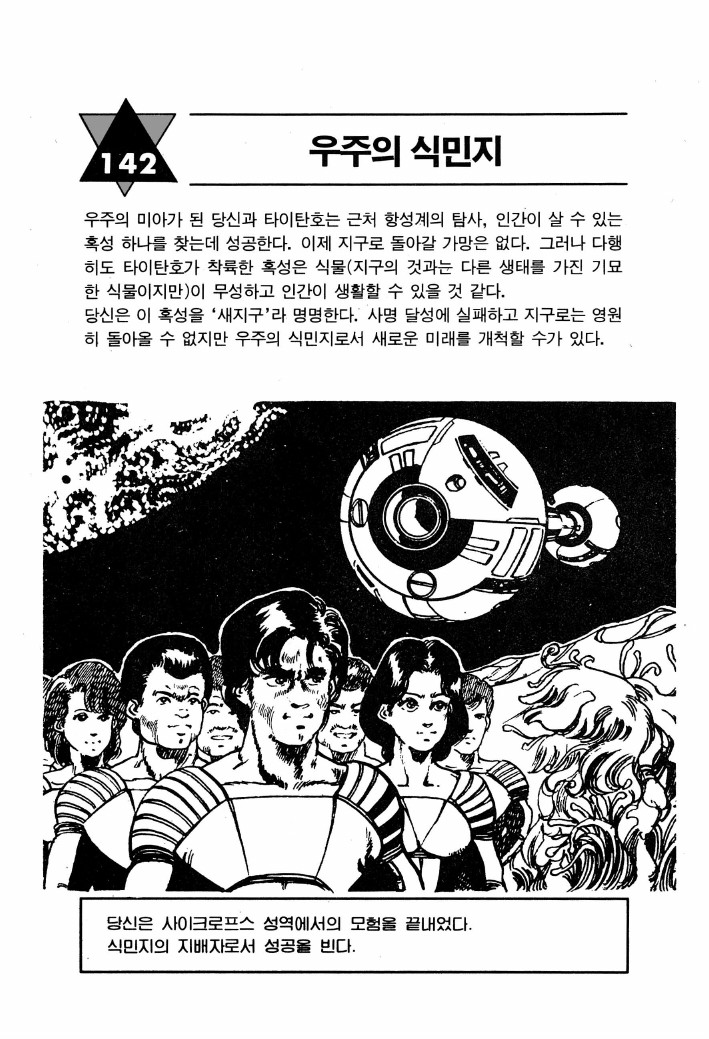 142
우주의 식민지
우주의 미아가 된 당신과 타이탄호는 근처 항성계의 탐사, 인간이 살 수 있는
혹성 하나를 찾는데 성공한다. 이제 지구로 돌아갈 가망은 없다. 그러나 다행
히도 타이탄호가 착륙한 혹성은 식물(지구의 것과는 다른 생태를 가진 기묘
한 식물이지만)이 무성하고 인간이 생활할 수 있을 것 같다.
당신은 이 혹성을 ‘새지구’라 명명한다. 사명 달성에 실패하고 지구로는 영원
히 돌아올 수 없지만 우주의 식민지로서 새로운 미래를 개척할 수가 있다.
당신은 사이크로프스 성역에서의 모험을 끝내었다.
식민지의 지배자로서 성공을 빈다.